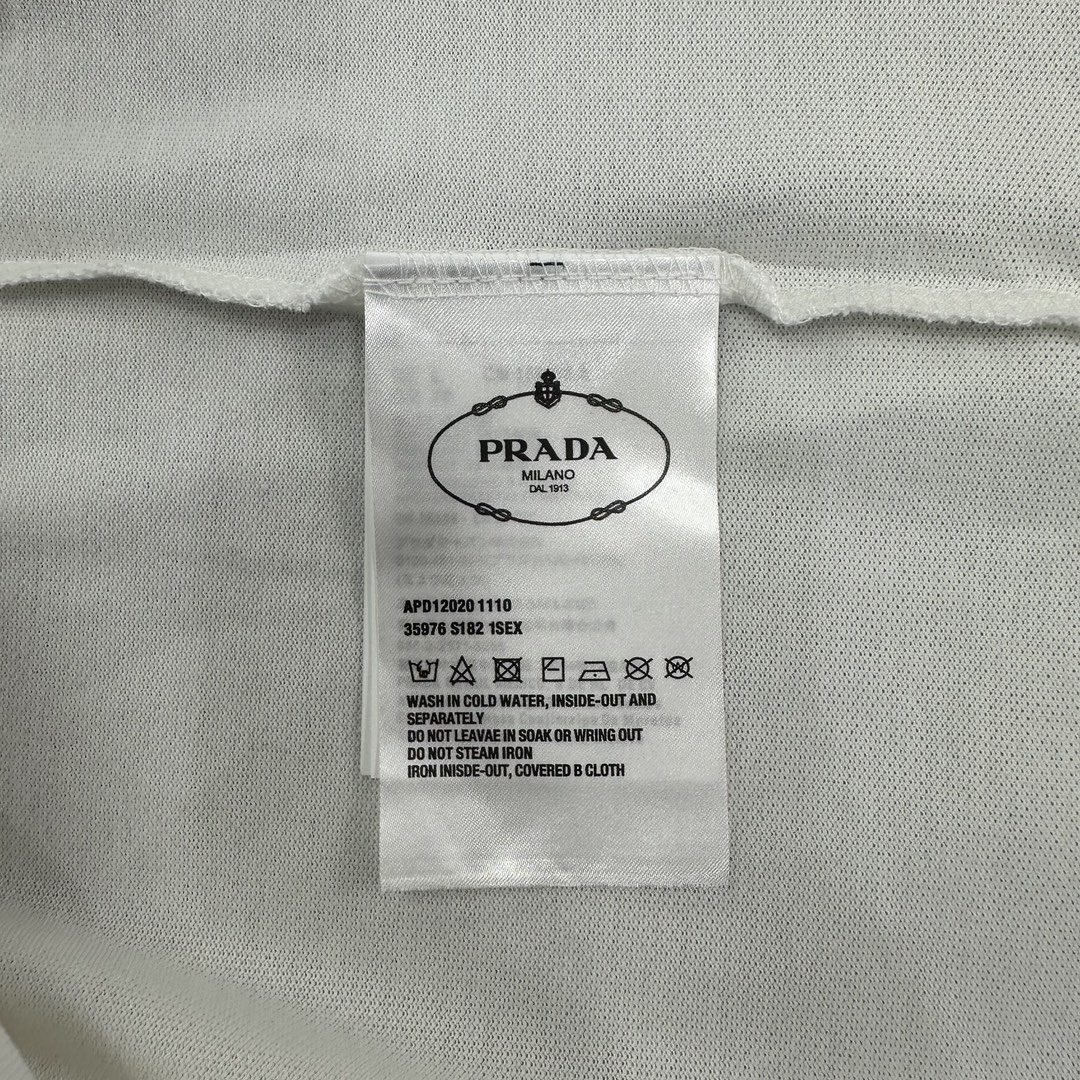 PRADA
MILANO
DAL 1913
APD12020 1110
35976 S182 1SEX
WASH IN COLD WATER, INSIDE-OUT AND
SEPARATELY
DO NOT LEAVAE IN SOAK OR WRING OUT
DO NOT STEAM IRON
IRON INISDE-OUT, COVERED B CLOTH